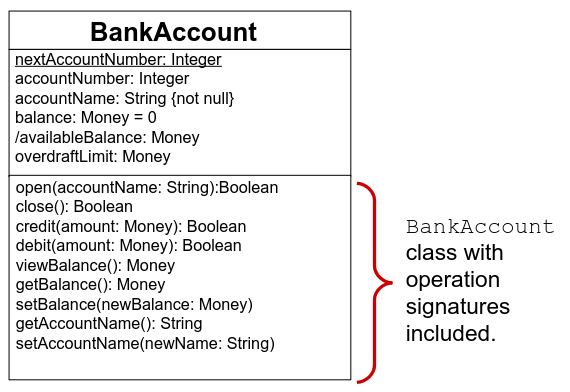 BankAccount
nextAccountNumber: Integer
accountNumber: Integer
accountName: String {not null}
balance: Money = 0
/availableBalance: Money
overdraftLimit: Money
open(accountName: String):Boolean
close(): Boolean
credit(amount: Money): Boolean
debit(amount: Money): Boolean
viewBalance(): Money
getBalance(): Money
setBalance(newBalance: Money)
getAccountName(): String
setAccountName(newName: String)
BankAccount
class with
operation
signatures
included.